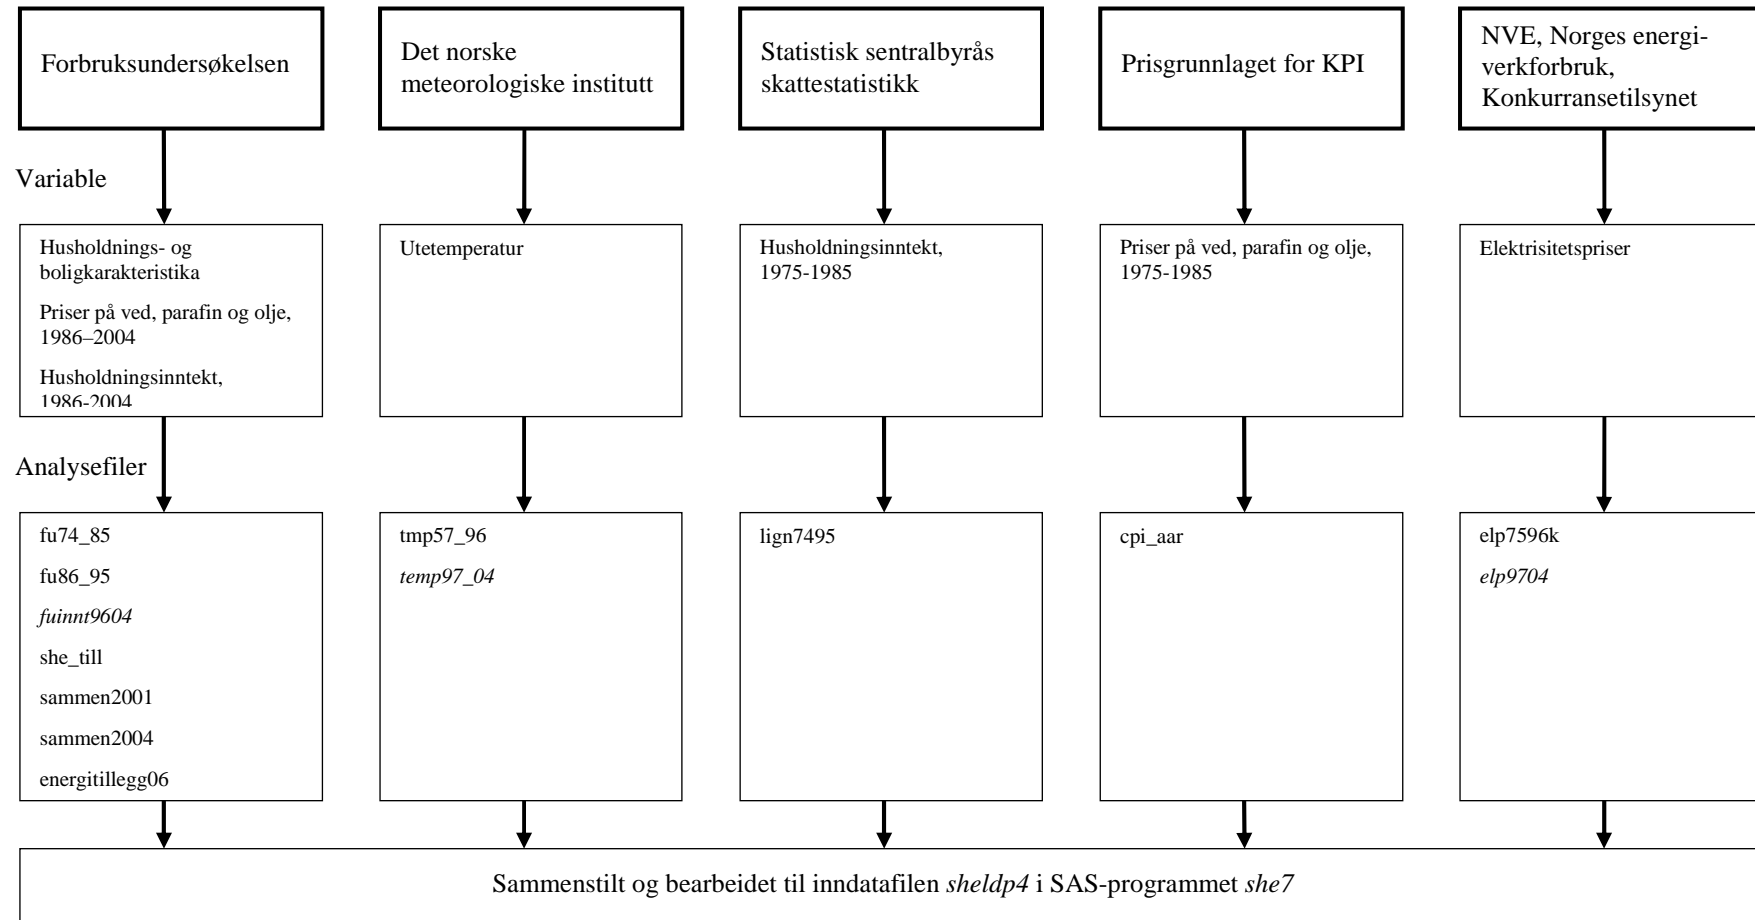 Forbruksundersøkelsen
Det norske
meteorologiske institutt
Statistisk sentralbyrås
skattestatistikk
Prisgrunnlaget for KPI
NVE, Norges energi-
verkforbruk,
Konkurransetilsynet
Variable
Husholdnings- og
boligkarakteristika
Priser på ved, parafin og olje,
1986–2004
Husholdningsinntekt,
1986-2004
Utetemperatur
Husholdningsinntekt,
1975-1985
Priser på ved, parafin og olje,
1975-1985
Elektrisitetspriser
Analysefiler
fu74_85
fu86_95
fuinnt9604
she_till
sammen2001
sammen2004
energitillegg06
tmp57_96
temp97_04
lign7495
cpi_aar
elp7596k
elp9704
Sammenstilt og bearbeidet til inndatafilen sheldp4 i SAS-programmet she7